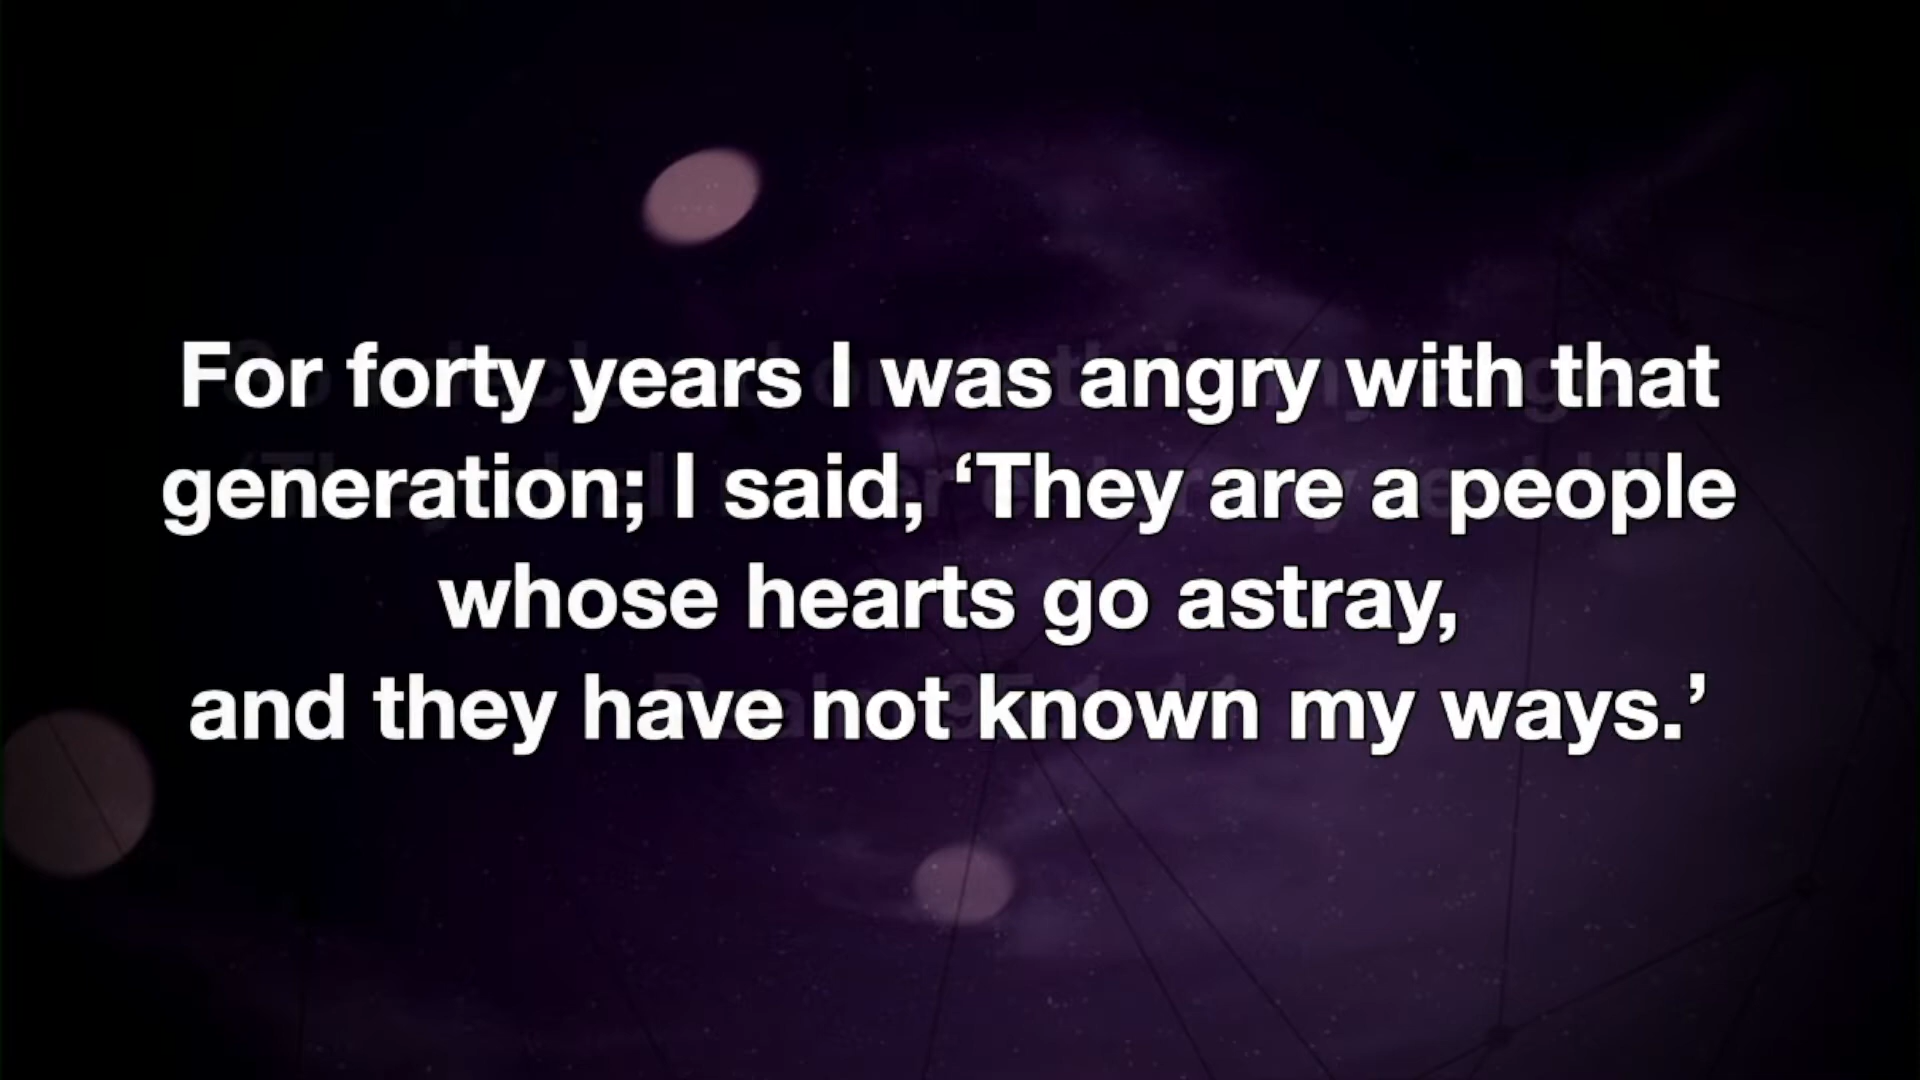 For forty years I was angry with that
generation; I said, ‘They are a people
whose hearts go astray,
and they have not known my ways.’